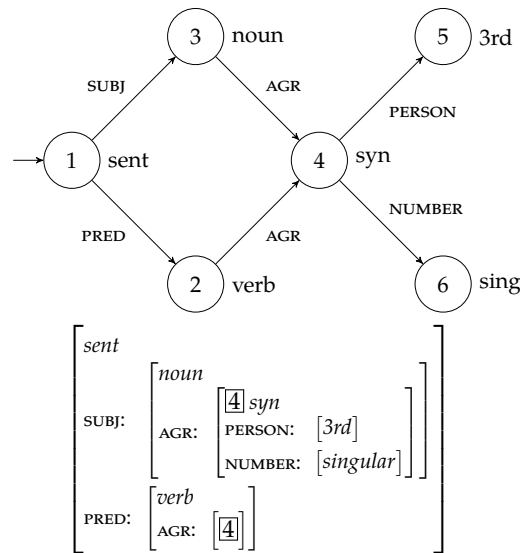 3 noun 5 3rd
SUBJ AGR PERSON
1 sent 4 syn
PRED AGR NUMBER
2 verb 6 sing
sent
SUBJ: noun
AGR: 4 syn
PERSON: [3rd]
NUMBER: [singular]
PRED: verb
AGR: [4]